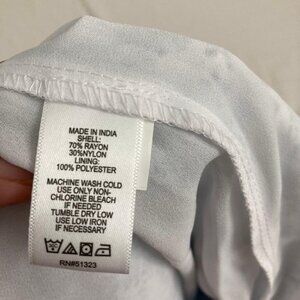 MADE IN INDIA
SHELL:
70% RAYON
30%NYLON
LINING:
100% POLYESTER
MACHINE WASH COLD
USE ONLY NON-
CHLORINE BLEACH
IF NEEDED
TUMBLE DRY LOW
USE LOW IRON
IF NECESSARY
RN#51323